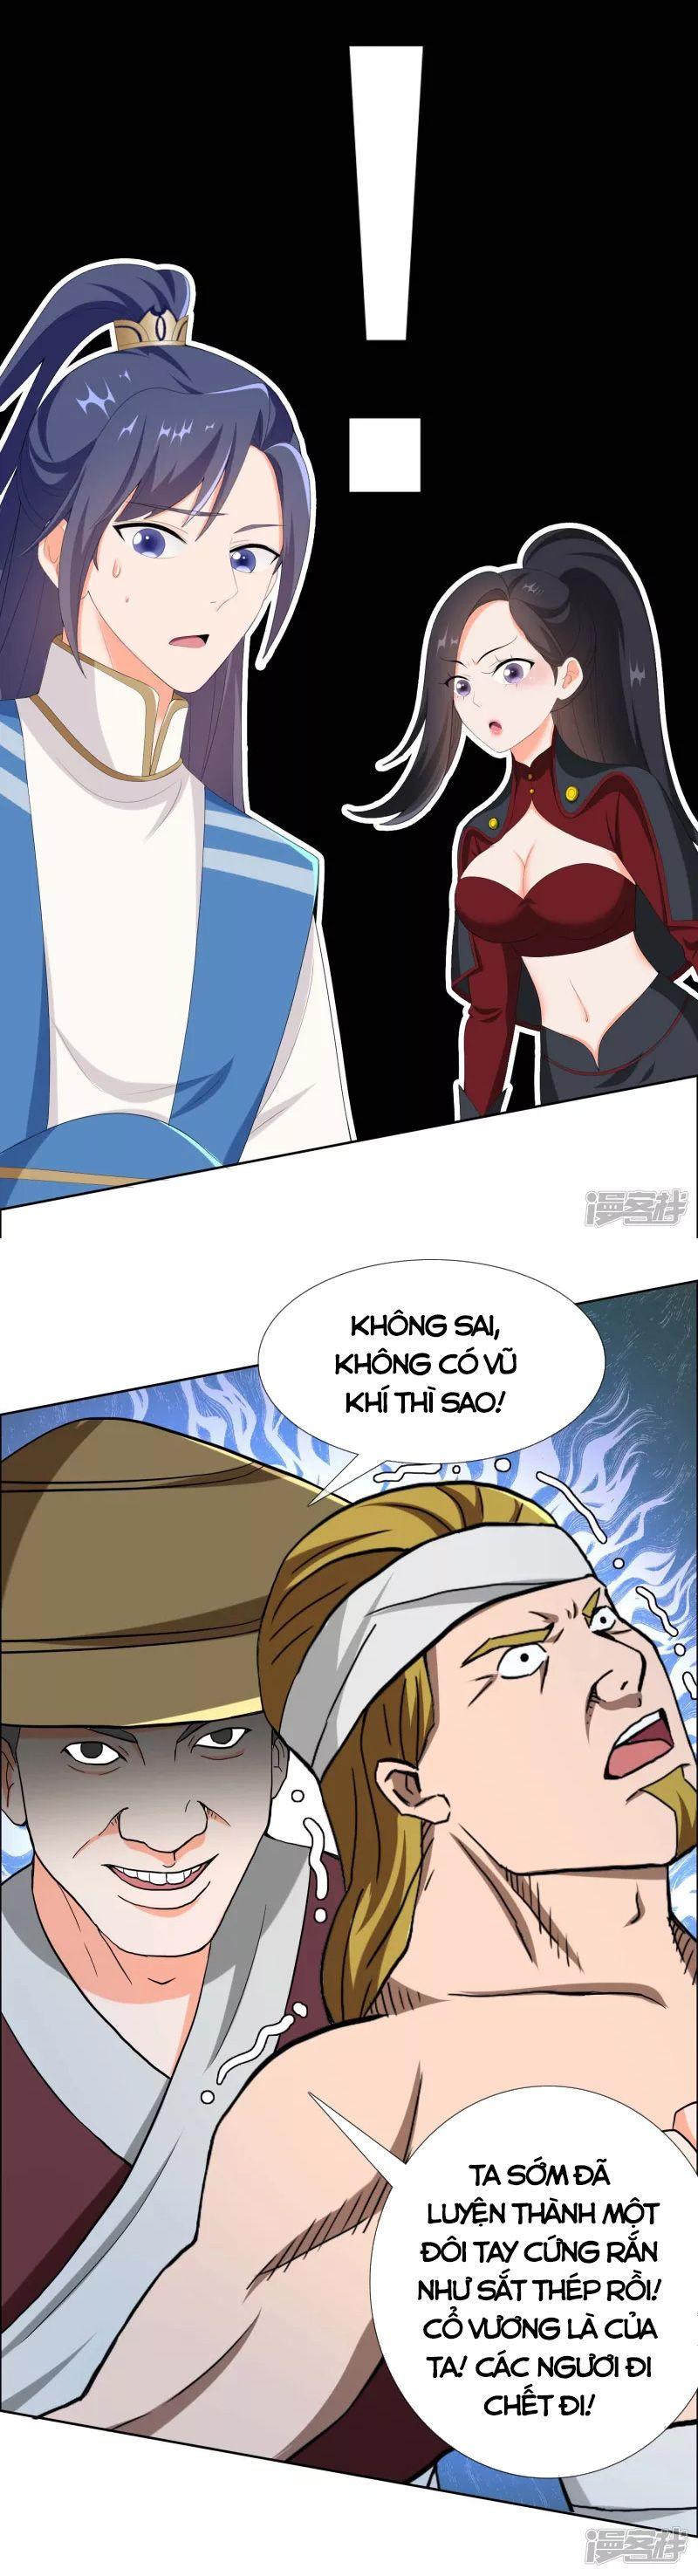 !
漫客栈
KHÔNG SAI,
KHÔNG CÓ VŨ
KHÍ THÌ SAO!
TA SỚM ĐÃ
LUYỆN THÀNH MỘT
ĐÔI TAY CỨNG RẮN
NHƯ SẮT THÉP RỒI!
CỔ VƯƠNG LÀ CỦA
TA! CÁC NGƯƠI ĐI
CHẾT ĐI!
漫客栈